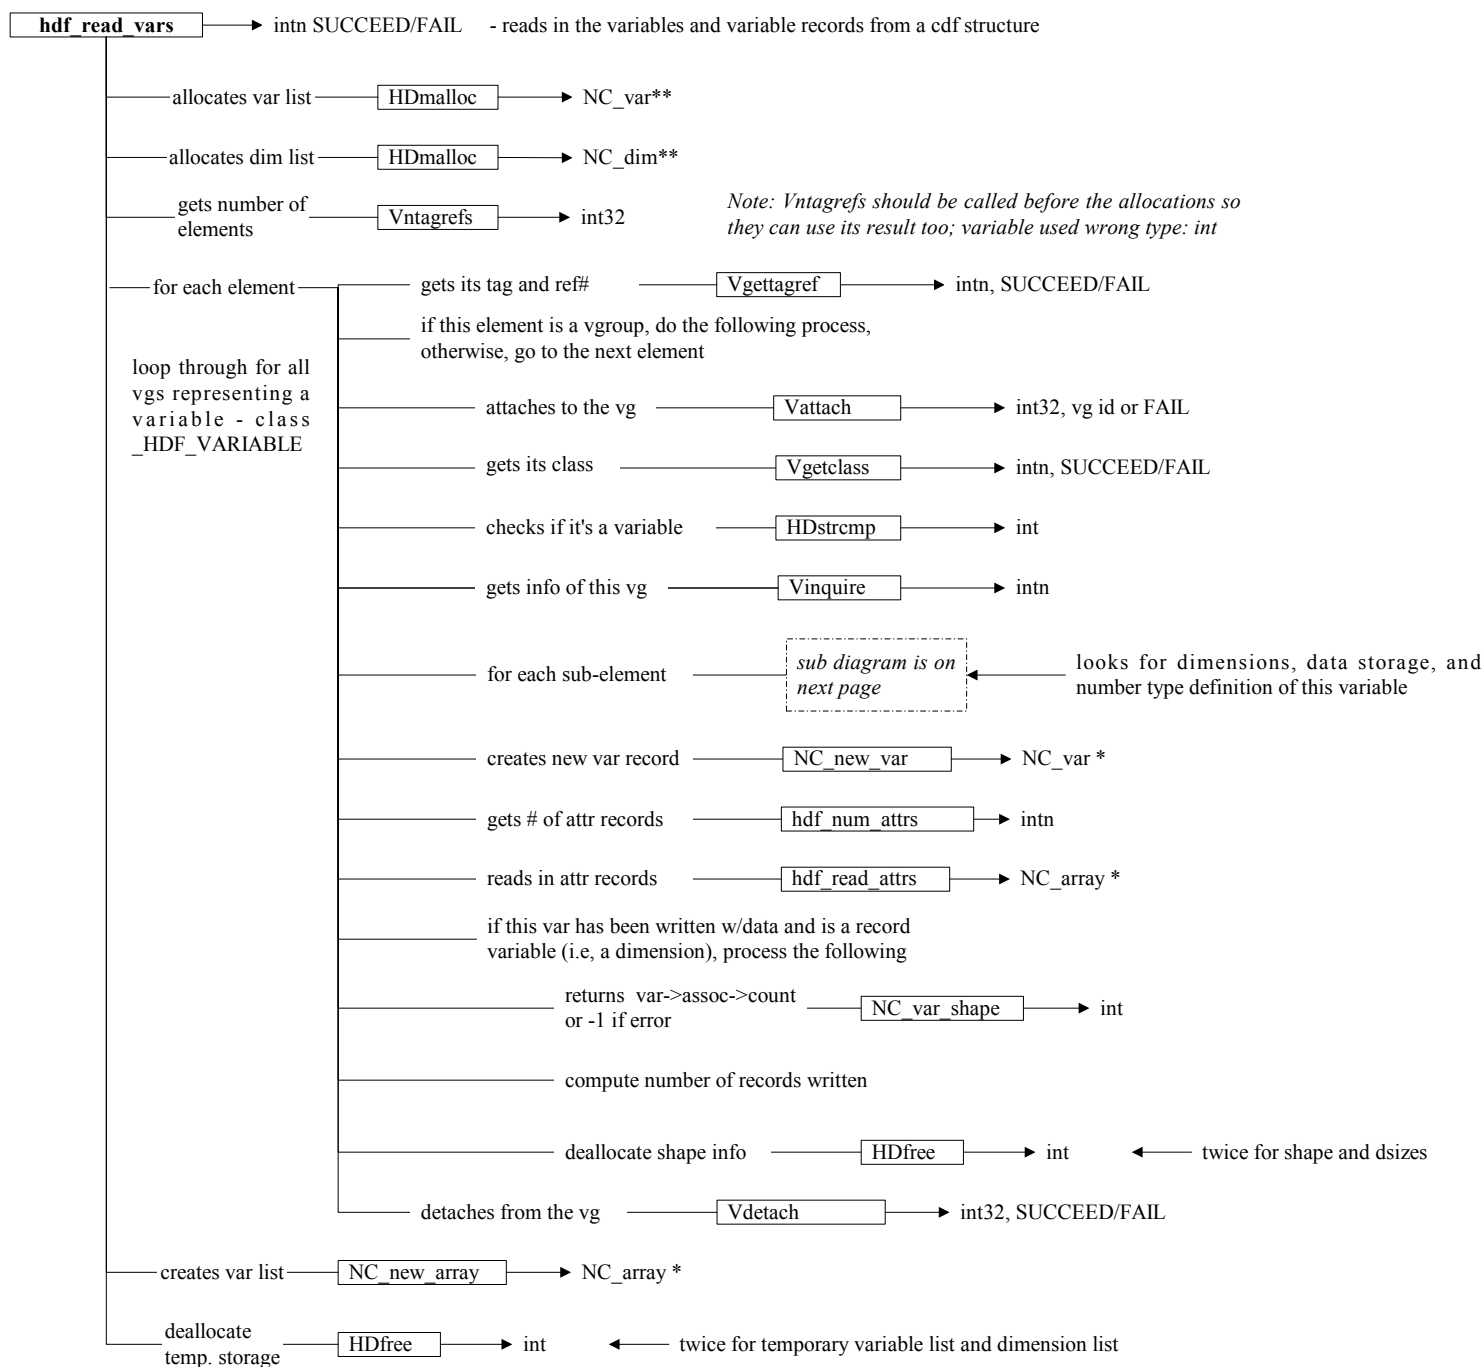 hdf_read_vars intn SUCCEED/FAIL - reads in the variables and variable records from a cdf structure
allocates var list HDmalloc NC_var**
allocates dim list HDmalloc NC_dim**
gets number of
elements
Vntagrefs int32
Note: Vntagrefs should be called before the allocations so
they can use its result too; variable used wrong type: int
for each element
loop through for all
vgs representing a
variable - class
_HDF_VARIABLE
gets its tag and ref# Vgettagref intn, SUCCEED/FAIL
if this element is a vgroup, do the following process,
otherwise, go to the next element
attaches to the vg Vattach int32, vg id or FAIL
gets its class Vgetclass intn, SUCCEED/FAIL
checks if it's a variable HDstrcmp int
gets info of this vg Vinquire intn
for each sub-element
sub diagram is on
next page
looks for dimensions, data storage, and
number type definition of this variable
creates new var record NC_new_var NC_var *
gets # of attr records hdf_num_attrs intn
reads in attr records hdf_read_attrs NC_array *
if this var has been written w/data and is a record
variable (i.e, a dimension), process the following
returns var->assoc->count
or -1 if error
NC_var_shape int
compute number of records written
deallocate shape info HDfree int twice for shape and dsizes
detaches from the vg Vdetach int32, SUCCEED/FAIL
creates var list NC_new_array NC_array *
deallocate
temp. storage
HDfree int twice for temporary variable list and dimension list